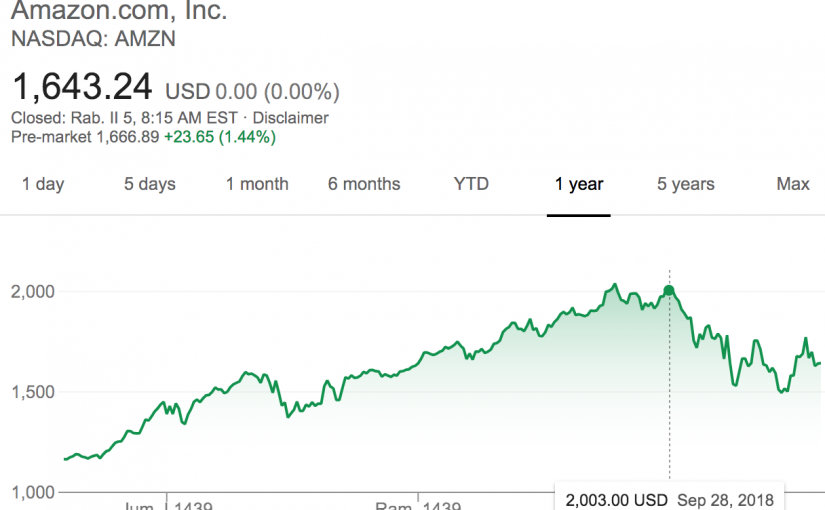 Amazon.com, Inc.
NASDAQ: AMZN
1,643.24 USD 0.00 (0.00%)
Closed: Rab. II 5, 8:15 AM EST · Disclaimer
Pre-market 1,666.89 +23.65 (1.44%)
1 day 5 days 1 month 6 months YTD 1 year 5 years Max
2,000
1,500
1,000
Jum. I 1439 Ram. 1439
2,003.00 USD Sep 28, 2018